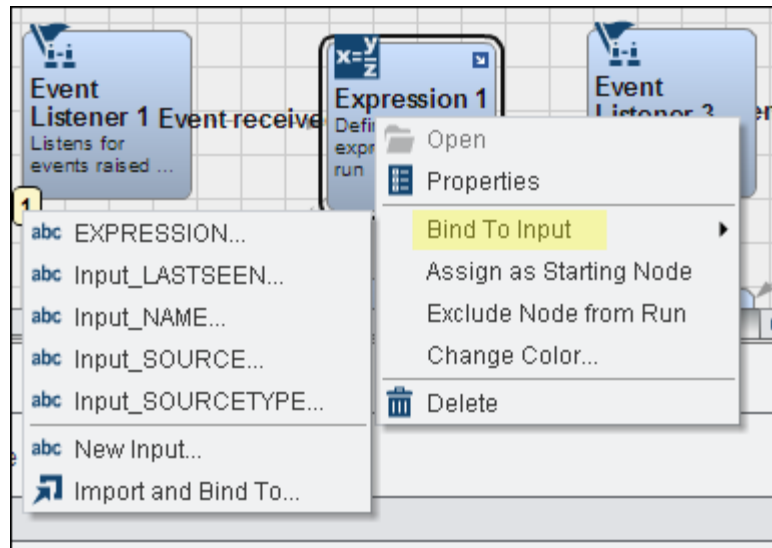 Event
Listener 1
Listens for
events raised ...
Event receive
x=y/z
Expression 1
Defi
expr
run
Event
Listener 3
er
1
Open
Properties
Bind To Input
Assign as Starting Node
Exclude Node from Run
Change Color...
Delete
abc EXPRESSION...
abc Input_LASTSEEN...
abc Input_NAME...
abc Input_SOURCE...
abc Input_SOURCETYPE...
abc New Input...
Import and Bind To...